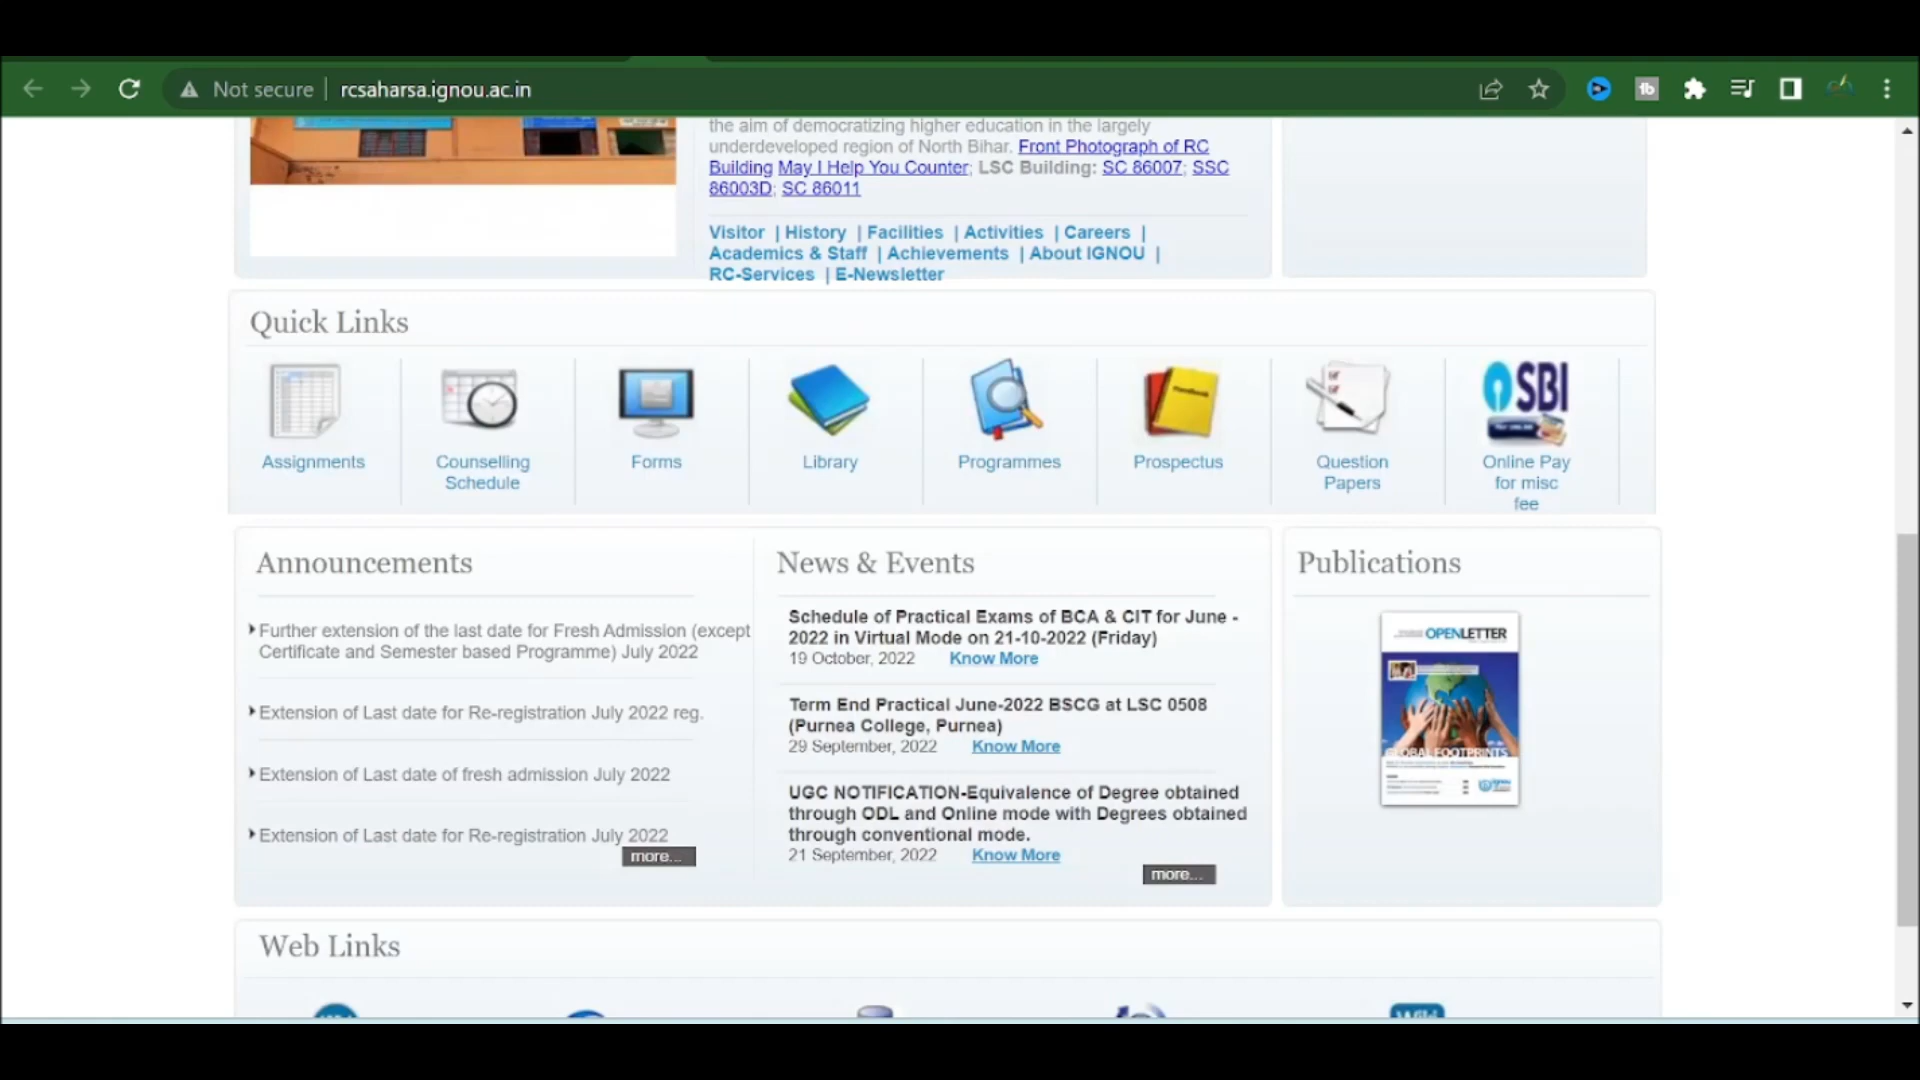 Not secure
rcsaharsa.ignou.ac.in
the aim of democratizing higher education in the largely
underdeveloped region of North Bihar. Front Photograph of RC
Building May I Help You Counter; LSC Building: SC 86007; SSC
86003D; SC 86011
Visitor | History | Facilities | Activities | Careers |
Academics & Staff | Achievements | About IGNOU |
RC-Services | E-Newsletter
Quick Links
Assignments
Counselling
Schedule
Forms
Library
Programmes
Handbook
Prospectus
Question
Papers
SBI
Online Pay
for misc
fee
Announcements
Further extension of the last date for Fresh Admission (except
Certificate and Semester based Programme) July 2022
Extension of Last date for Re-registration July 2022 reg.
Extension of Last date of fresh admission July 2022
Extension of Last date for Re-registration July 2022
more...
News & Events
Schedule of Practical Exams of BCA & CIT for June -
2022 in Virtual Mode on 21-10-2022 (Friday)
19 October, 2022 Know More
Term End Practical June-2022 BSCG at LSC 0508
(Purnea College, Purnea)
29 September, 2022 Know More
UGC NOTIFICATION-Equivalence of Degree obtained
through ODL and Online mode with Degrees obtained
through conventional mode.
21 September, 2022 Know More
more...
Publications
OPENLETTER
GLOBAL FOOTPRINTS
ignou
Web Links